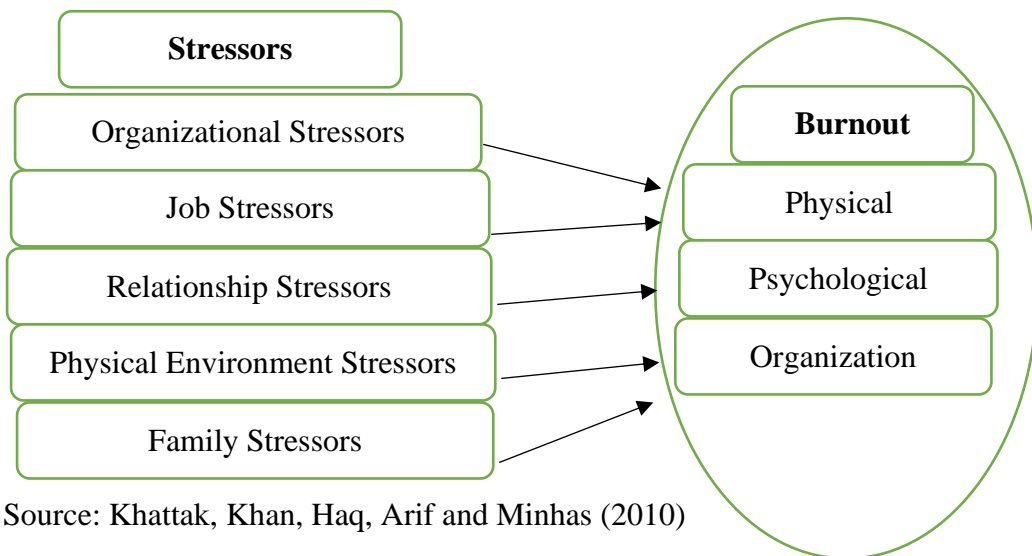 Stressors
Organizational Stressors
Job Stressors
Relationship Stressors
Physical Environment Stressors
Family Stressors
Burnout
Physical
Psychological
Organization
Source: Khattak, Khan, Haq, Arif and Minhas (2010)